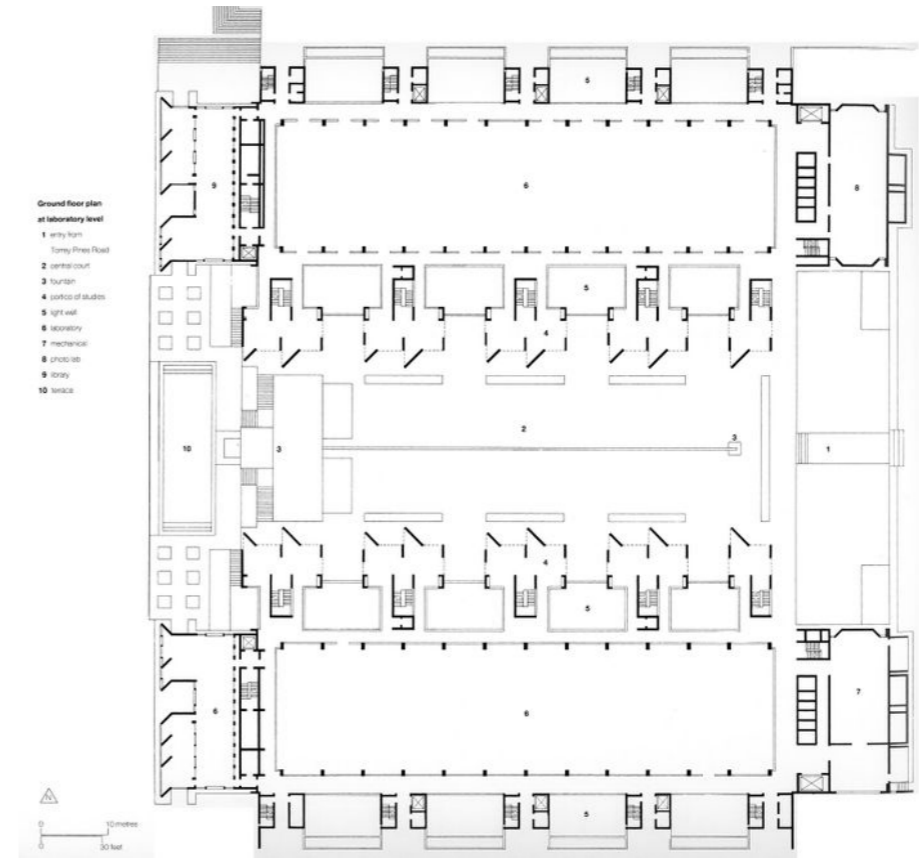 5
6
9
8
Ground floor plan
at laboratory level
1 entry from
Torrey Pines Road
2 central court
3 fountain
4 portico of studies
5 light well
6 laboratory
7 mechanical
8 photo lab
9 library
10 terrace
5
4
2
3
10
3
1
4
5
6
6
7
5
N
0 10 metres
0 30 feet